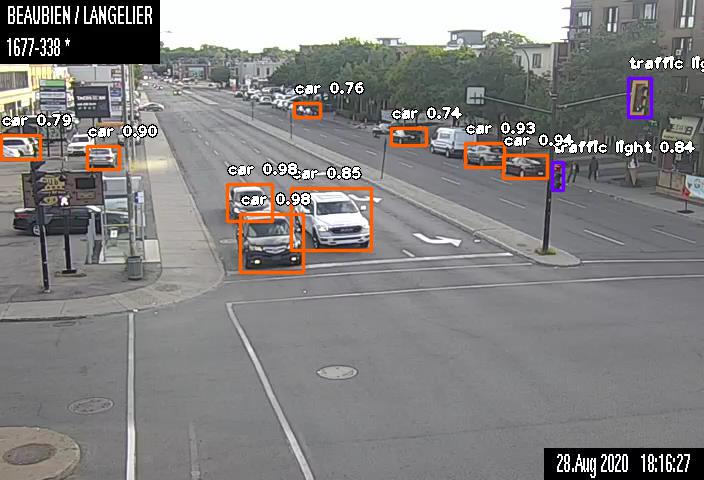 BEAUBIEN / LANGELIER
1677-338 *
traffic lig
car 0.76
car 0.74
car 0.79
car 0.90
car 0.93
car 0.94
traffic light 0.84
car 0.98
car 0.85
car 0.98
28.Aug 2020 18:16:27